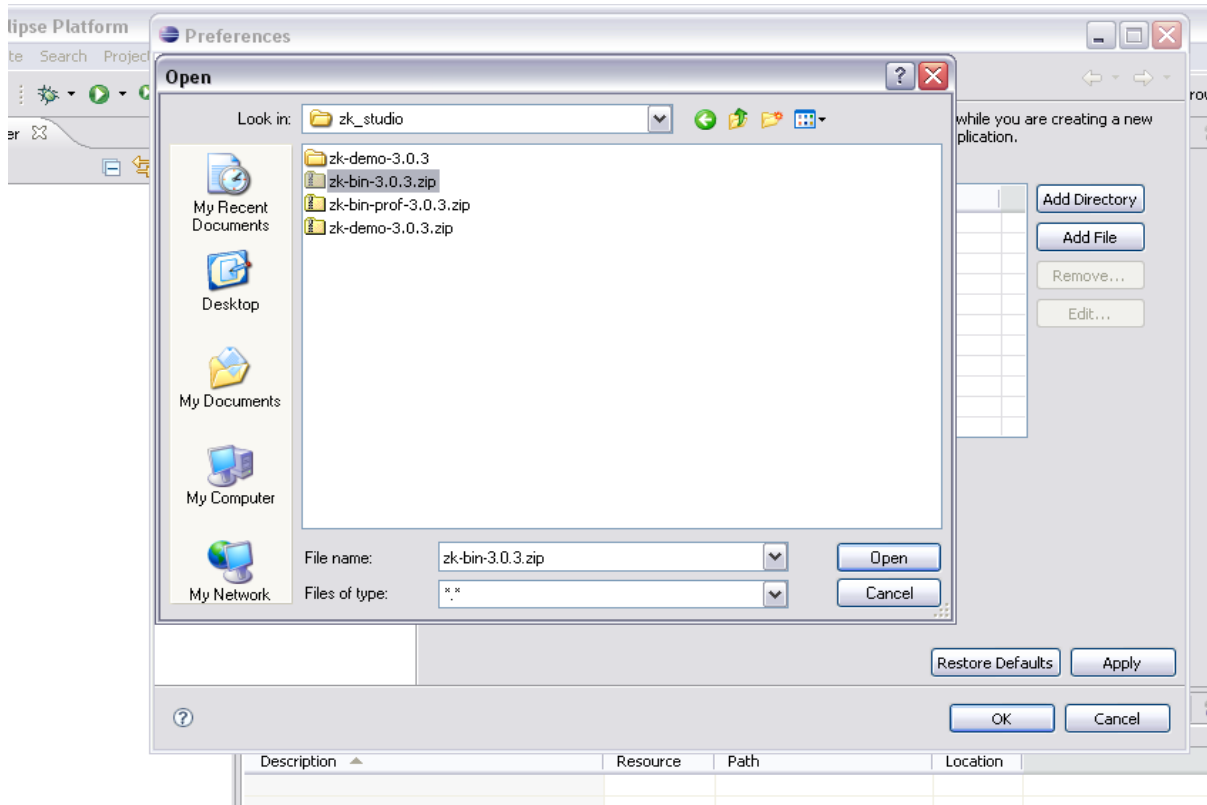 lipse Platform
Preferences
te Search Project
Open
Look in: zk_studio
er
while you are creating a new
plication.
zk-demo-3.0.3
zk-bin-3.0.3.zip
zk-bin-prof-3.0.3.zip
zk-demo-3.0.3.zip
My Recent
Documents
Desktop
My Documents
My Computer
My Network
Add Directory
Add File
Remove...
Edit...
File name: zk-bin-3.0.3.zip
Open
Files of type: *.*
Cancel
Restore Defaults Apply
OK Cancel
Description Resource Path Location